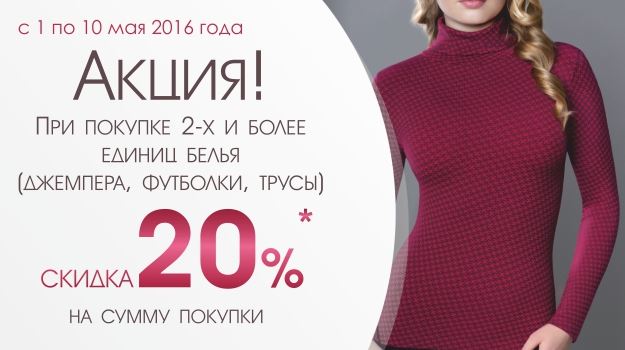 с 1 по 10 мая 2016 года
Акция!
При покупке 2-х и более
единиц белья
(джемпера, футболки, трусы)
скидка 20% *
на сумму покупки